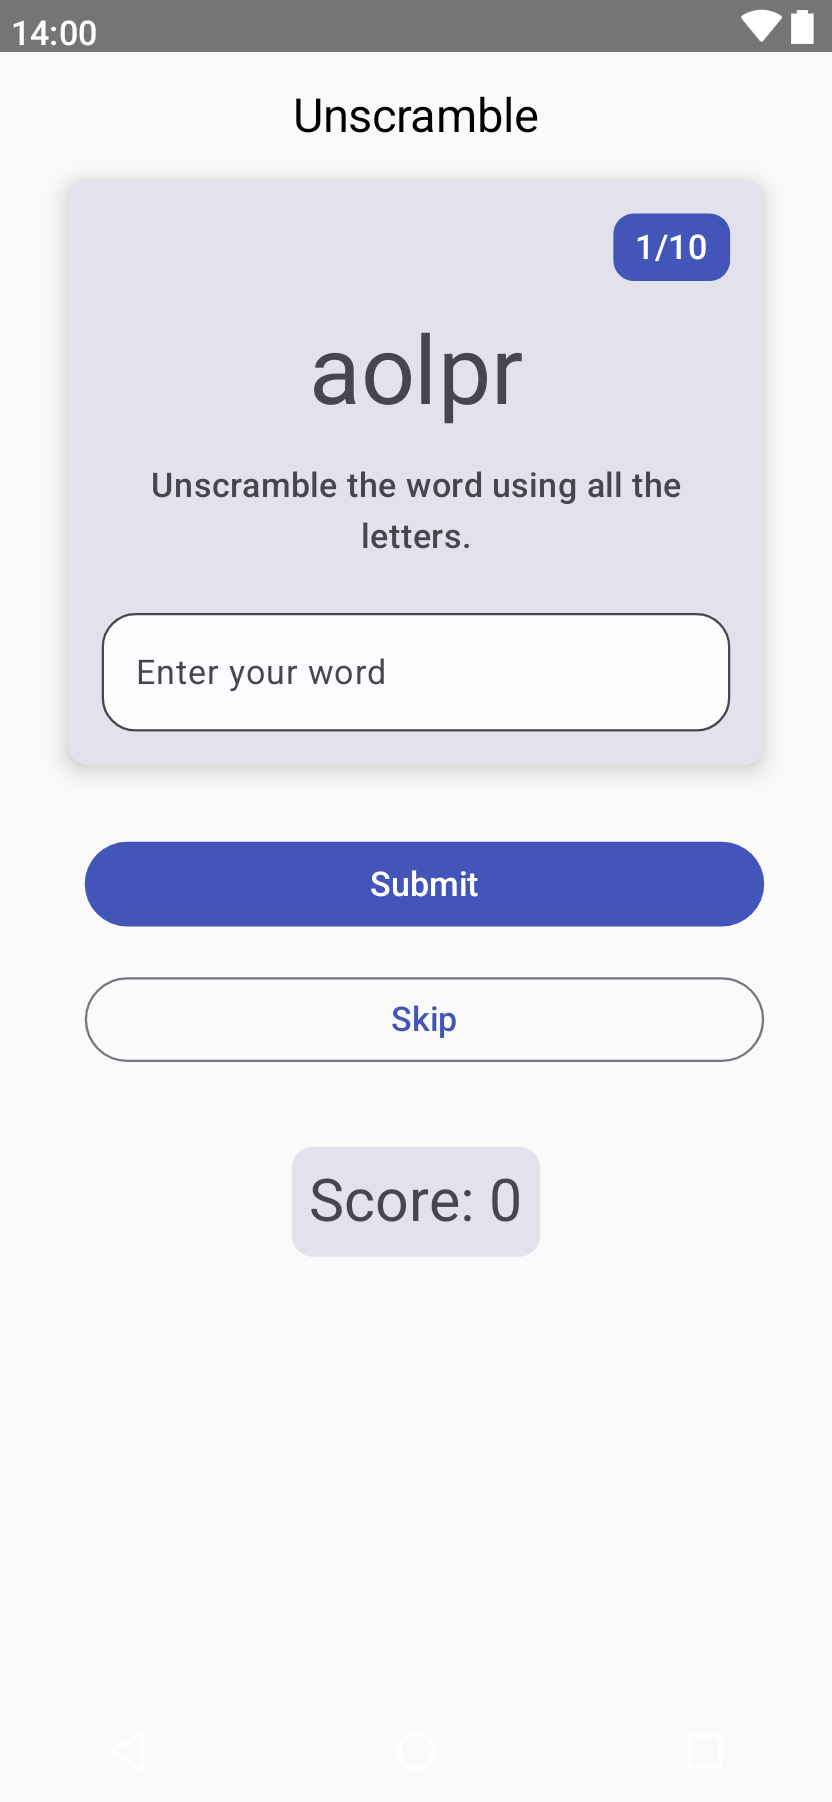 14:00
Unscramble
1/10
aolpr
Unscramble the word using all the
letters.
Enter your word
Submit
Skip
Score: 0